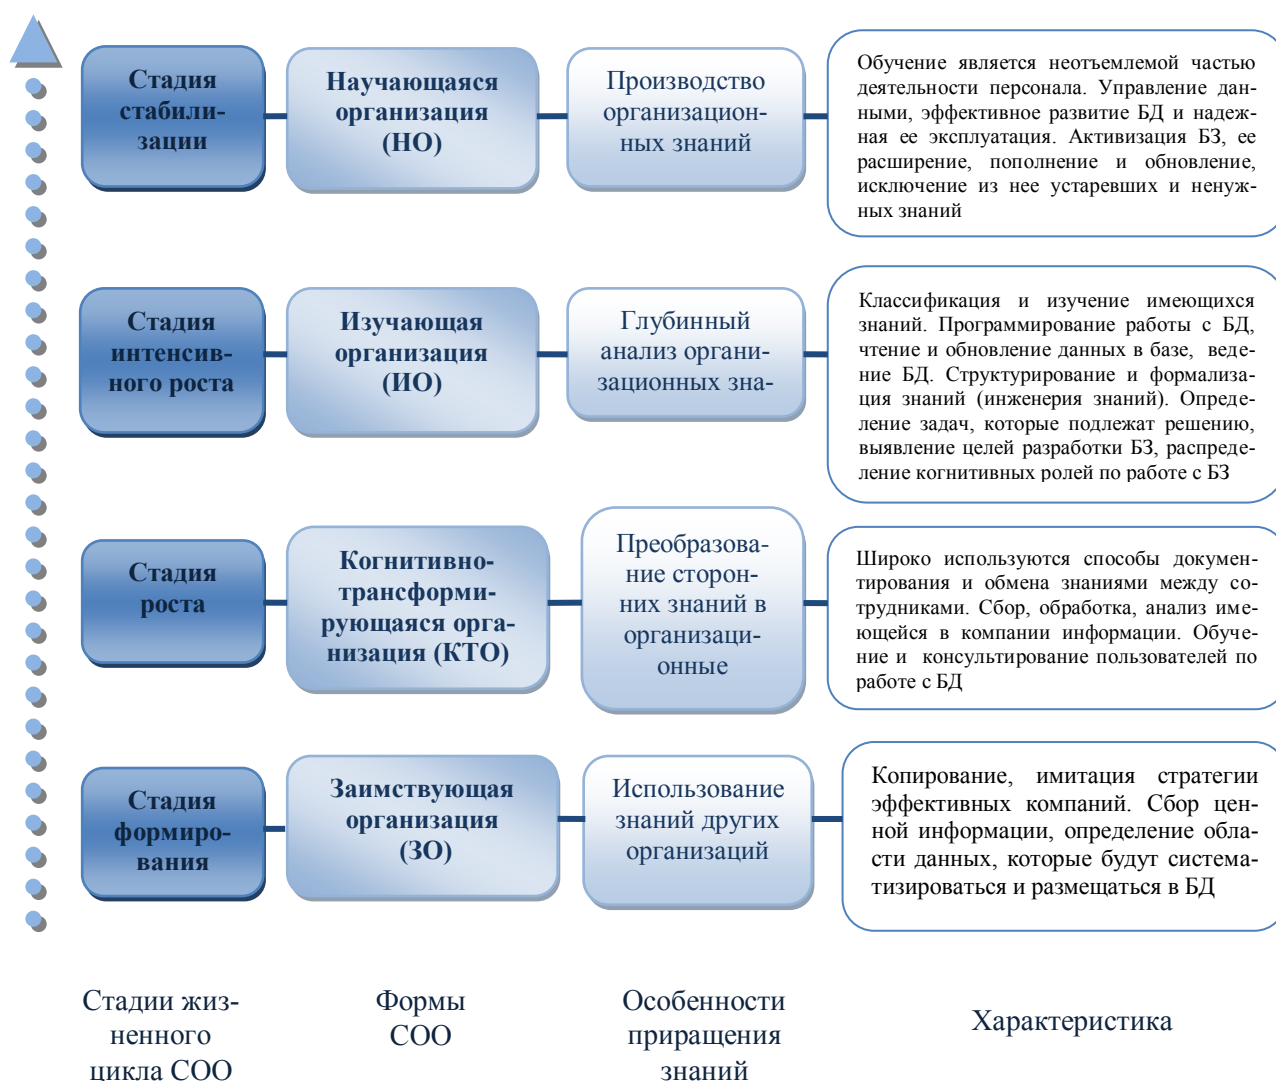 Стадия
стабили-
зации
Научающаяся
организация
(НО)
Производство
организацион-
ных знаний
Обучение является неотъемлемой частью
деятельности персонала. Управление дан-
ными, эффективное развитие БД и надеж-
ная ее эксплуатация. Активизация БЗ, ее
расширение, пополнение и обновление,
исключение из нее устаревших и ненуж-
ных знаний
Стадия
интенсив-
ного роста
Изучающая
организация
(ИО)
Глубинный
анализ органи-
зационных зна-
Классификация и изучение имеющихся
знаний. Программирование работы с БД,
чтение и обновление данных в базе, веде-
ние БД. Структурирование и формализа-
ция знаний (инженерия знаний). Опреде-
ление задач, которые подлежат решению,
выявление целей разработки БЗ, распреде-
ление когнитивных ролей по работе с БЗ
Стадия
роста
Когнитивно-
трансформи-
рующаяся орга-
низация (КТО)
Преобразова-
ние сторон-
них знаний в
организаци-
онные
Широко используются способы докумен-
тирования и обмена знаниями между со-
трудниками. Сбор, обработка, анализ име-
ющейся в компании информации. Обуче-
ние и консультирование пользователей по
работе с БД
Стадия
формиро-
вания
Заимствующая
организация
(ЗО)
Использование
знаний других
организаций
Копирование, имитация стратегии
эффективных компаний. Сбор цен-
ной информации, определение обла-
сти данных, которые будут система-
тизироваться и размещаться в БД
Стадии жиз-
ненного
цикла СОО
Формы
СОО
Особенности
приращения
знаний
Характеристика